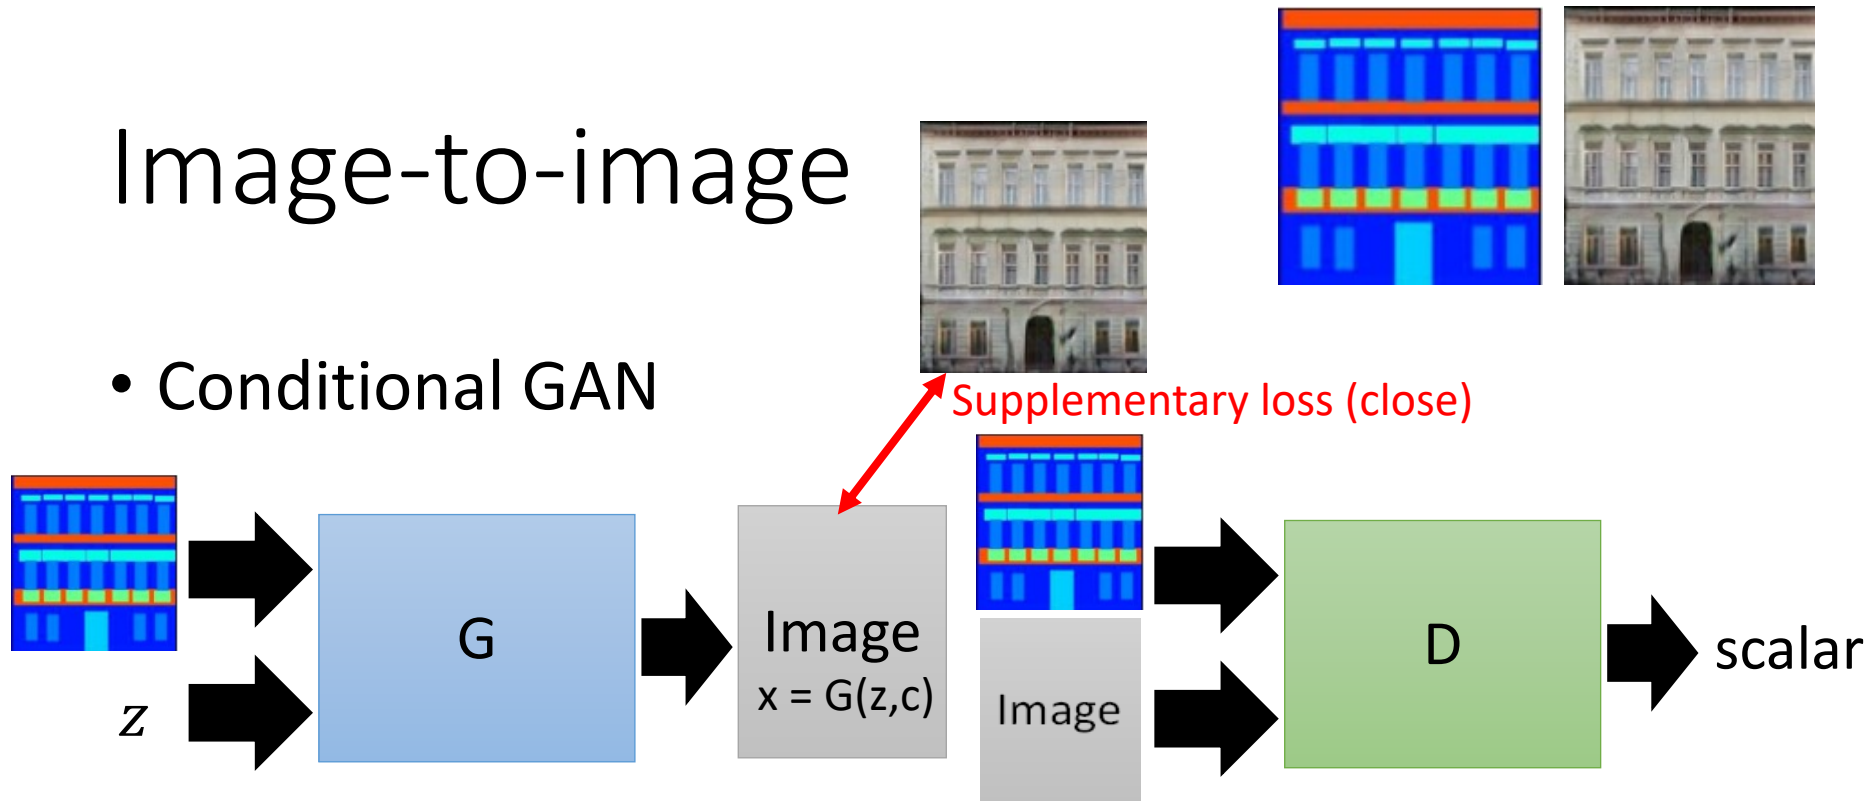 Image-to-image
• Conditional GAN
Supplementary loss (close)
z
G
Image
x = G(z,c)
Image
D
scalar